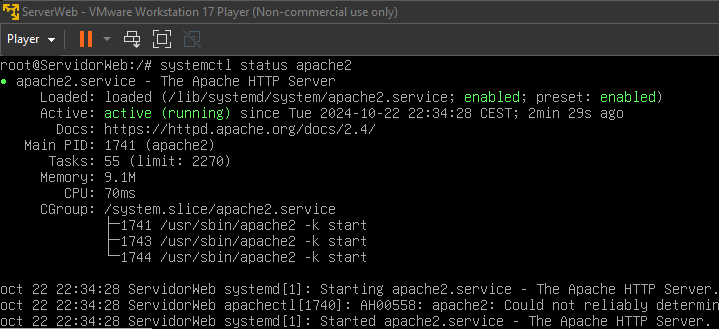 ServerWeb - VMware Workstation 17 Player (Non-commercial use only)
Player
root@ServidorWeb:/# systemctl status apache2
● apache2.service - The Apache HTTP Server
Loaded: loaded (/lib/systemd/system/apache2.service; enabled; preset: enabled)
Active: active (running) since Tue 2024-10-22 22:34:28 CEST; 2min 29s ago
Docs: https://httpd.apache.org/docs/2.4/
Main PID: 1741 (apache2)
Tasks: 55 (limit: 2270)
Memory: 9.1M
CPU: 70ms
CGroup: /system.slice/apache2.service
├─1741 /usr/sbin/apache2 -k start
├─1743 /usr/sbin/apache2 -k start
└─1744 /usr/sbin/apache2 -k start
oct 22 22:34:28 ServidorWeb systemd[1]: Starting apache2.service - The Apache HTTP Server.
oct 22 22:34:28 ServidorWeb apachectl[1740]: AH00558: apache2: Could not reliably determin
oct 22 22:34:28 ServidorWeb systemd[1]: Started apache2.service - The Apache HTTP Server.